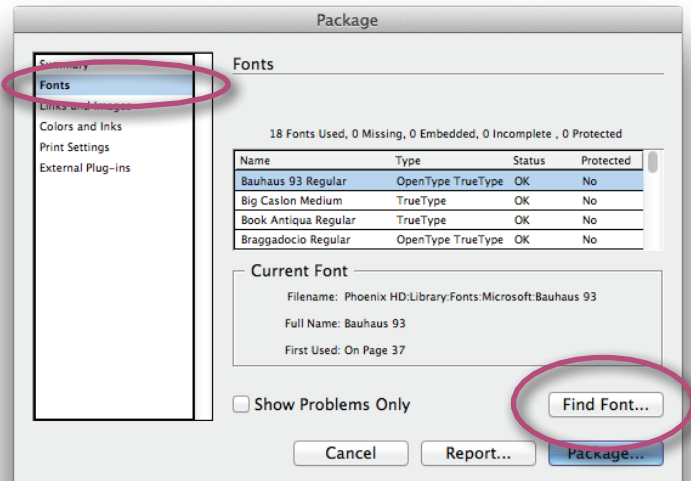 Package
Summary
Fonts
Links and Images
Colors and Inks
Print Settings
External Plug-ins
Fonts
18 Fonts Used, 0 Missing, 0 Embedded, 0 Incomplete , 0 Protected
Name Type Status Protected
Bauhaus 93 Regular OpenType TrueType OK No
Big Caslon Medium TrueType OK No
Book Antiqua Regular TrueType OK No
Braggadocio Regular OpenType TrueType OK No
Current Font
Filename: Phoenix HD:Library:Fonts:Microsoft:Bauhaus 93
Full Name: Bauhaus 93
First Used: On Page 37
Show Problems Only
Find Font...
Cancel Report... Package...